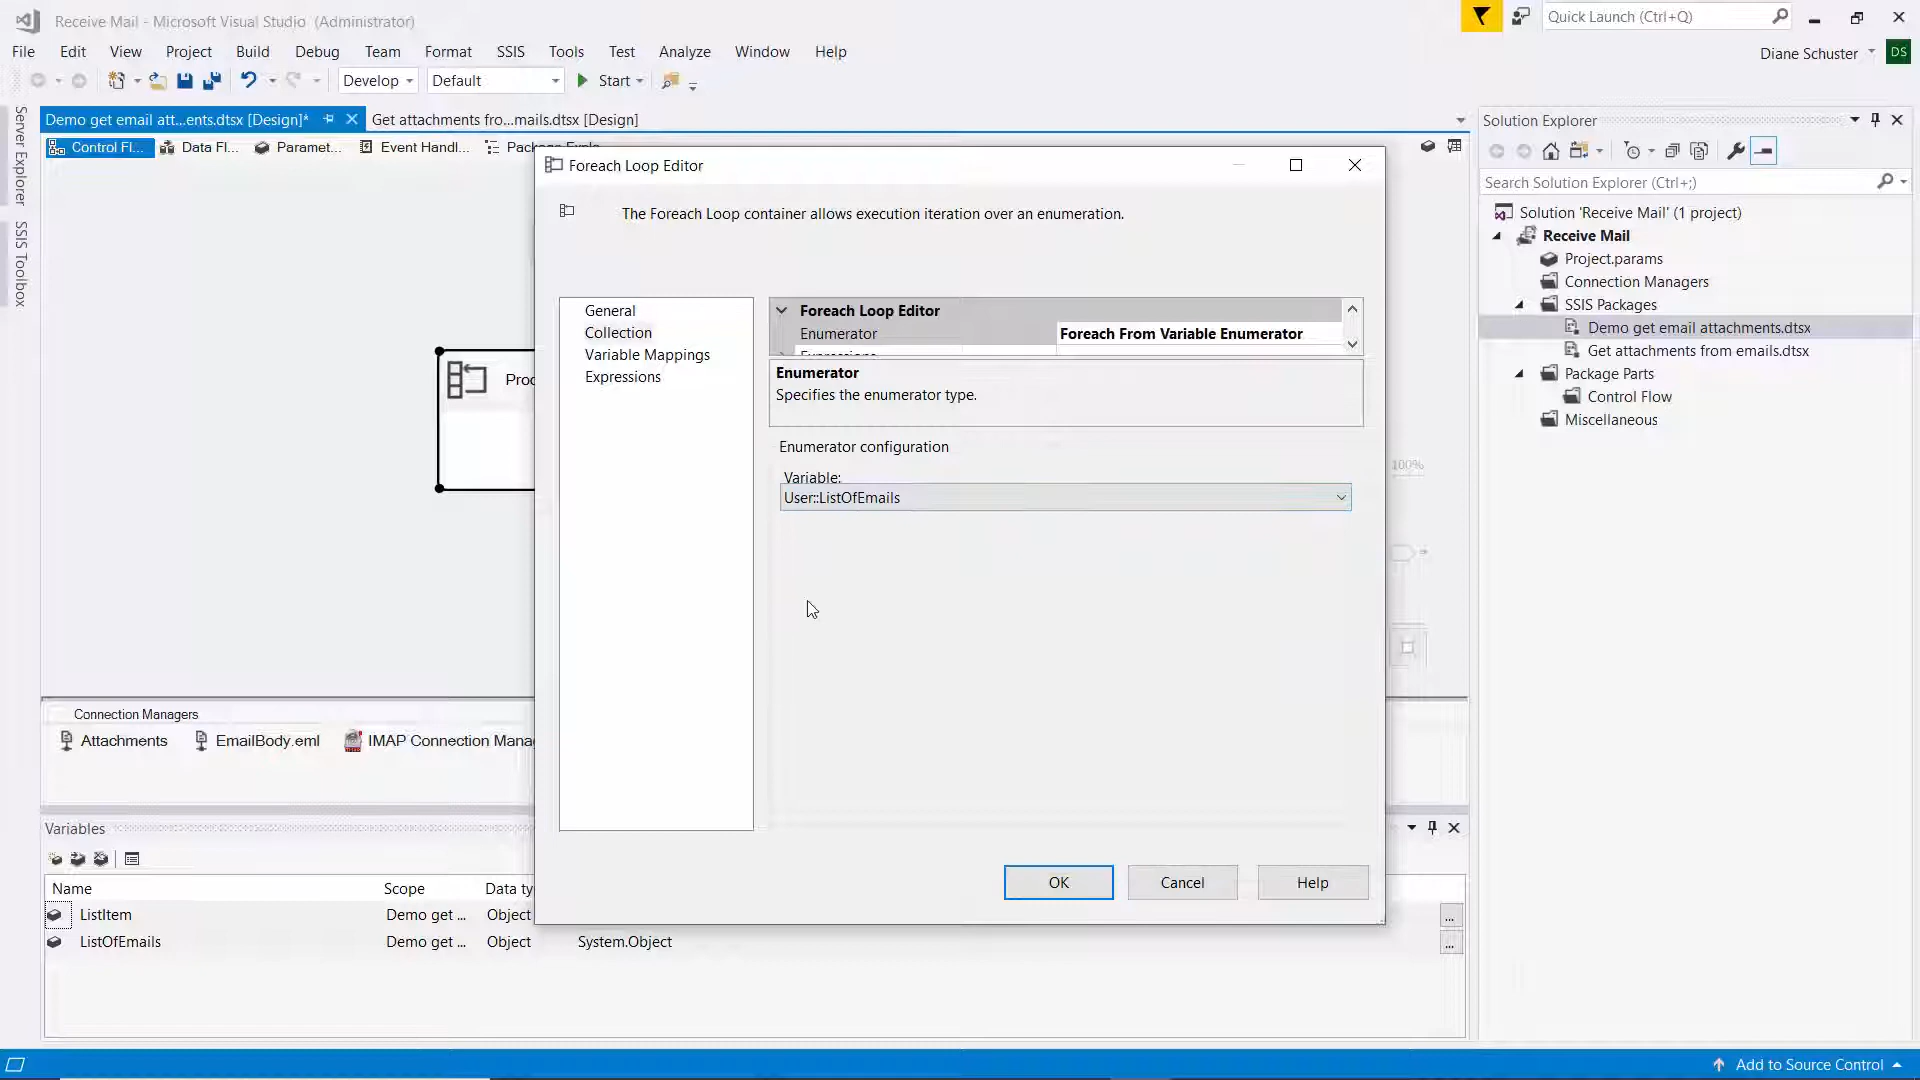 Receive Mail - Microsoft Visual Studio (Administrator)
Quick Launch (Ctrl+Q)
File Edit View Project Build Debug Team Format SSIS Tools Test Analyze Window Help
Diane Schuster DS
Develop Default Start
Server Explorer
SSIS Toolbox
Demo get email att...ents.dtsx [Design]* Get attachments fro...mails.dtsx [Design]
Control Fl... Data Fl... Paramet... Event Handl...
Foreach Loop Editor
The Foreach Loop container allows execution iteration over an enumeration.
General
Collection
Variable Mappings
Expressions
Foreach Loop Editor
Enumerator Foreach From Variable Enumerator
Expressions
Enumerator
Specifies the enumerator type.
Enumerator configuration
Variable:
User::ListOfEmails
OK Cancel Help
100%
Connection Managers
Attachments EmailBody.eml IMAP Connection Mana
Variables
Name Scope Data ty
ListItem Demo get ... Object ...
ListOfEmails Demo get ... Object System.Object ...
Solution Explorer
Search Solution Explorer (Ctrl+;)
Solution 'Receive Mail' (1 project)
Receive Mail
Project.params
Connection Managers
SSIS Packages
Demo get email attachments.dtsx
Get attachments from emails.dtsx
Package Parts
Control Flow
Miscellaneous
Add to Source Control